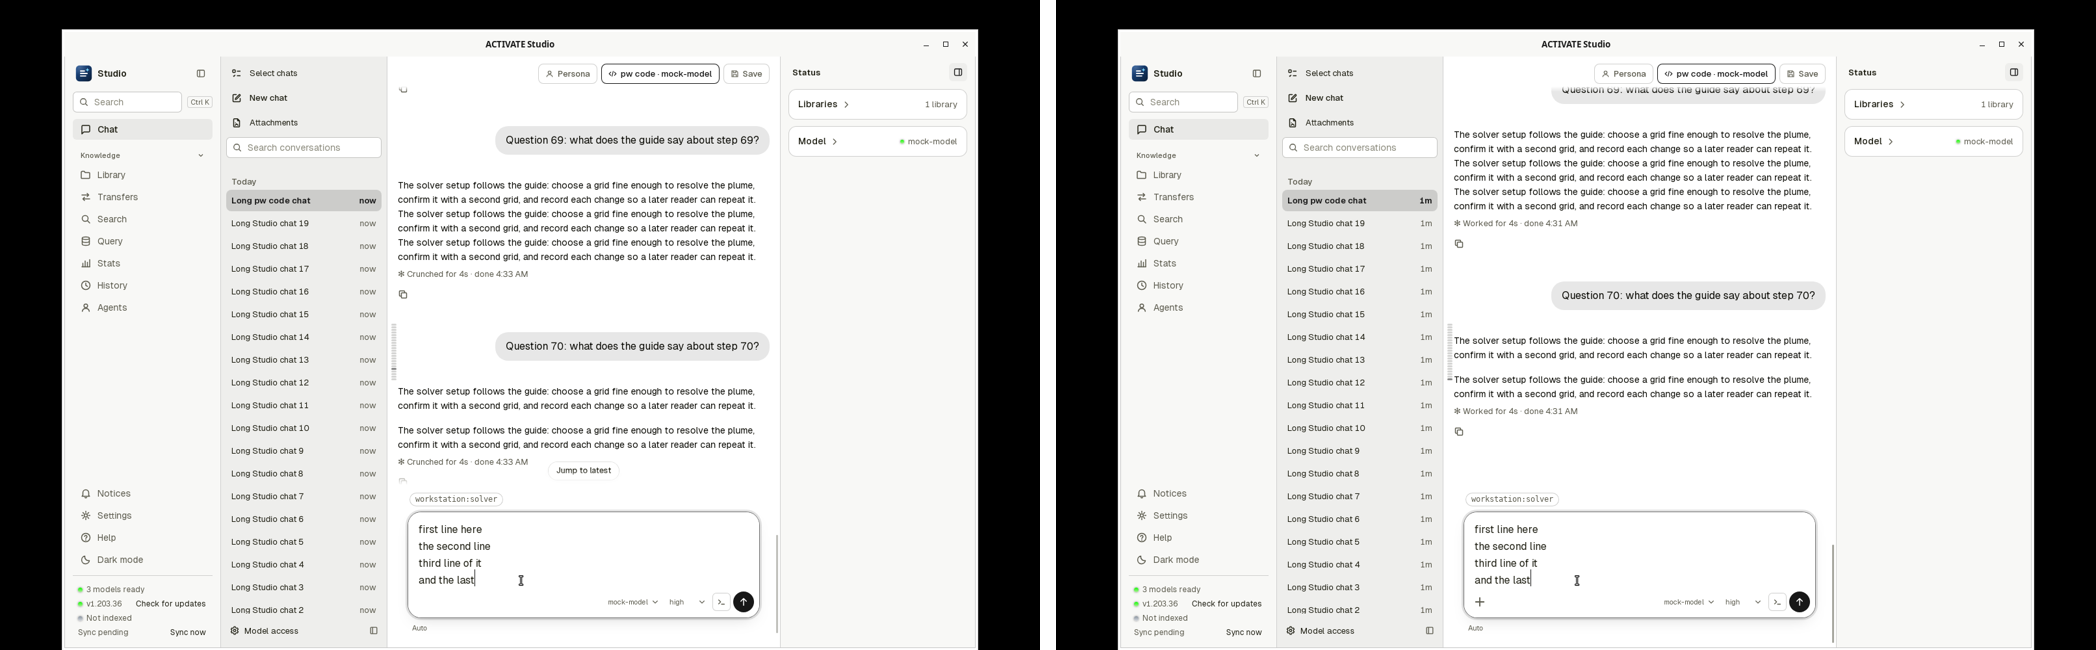 ACTIVATE Studio
Studio
Search
Ctrl K
Chat
Knowledge
Library
Transfers
Search
Query
Stats
History
Agents
Notices
Settings
Help
Dark mode
3 models ready
v1.203.36 Check for updates
Not indexed
Sync pending Sync now
Select chats
New chat
Attachments
Search conversations
Today
Long pw code chat now
Long Studio chat 19 now
Long Studio chat 18 now
Long Studio chat 17 now
Long Studio chat 16 now
Long Studio chat 15 now
Long Studio chat 14 now
Long Studio chat 13 now
Long Studio chat 12 now
Long Studio chat 11 now
Long Studio chat 10 now
Long Studio chat 9 now
Long Studio chat 8 now
Long Studio chat 7 now
Long Studio chat 6 now
Long Studio chat 5 now
Long Studio chat 4 now
Long Studio chat 3 now
Long Studio chat 2 now
Model access
Persona
pw code · mock-model
Save
Question 69: what does the guide say about step 69?
The solver setup follows the guide: choose a grid fine enough to resolve the plume,
confirm it with a second grid, and record each change so a later reader can repeat it.
The solver setup follows the guide: choose a grid fine enough to resolve the plume,
confirm it with a second grid, and record each change so a later reader can repeat it.
The solver setup follows the guide: choose a grid fine enough to resolve the plume,
confirm it with a second grid, and record each change so a later reader can repeat it.
✻ Crunched for 4s · done 4:33 AM
Question 70: what does the guide say about step 70?
The solver setup follows the guide: choose a grid fine enough to resolve the plume,
confirm it with a second grid, and record each change so a later reader can repeat it.
The solver setup follows the guide: choose a grid fine enough to resolve the plume,
confirm it with a second grid, and record each change so a later reader can repeat it.
✻ Crunched for 4s · done 4:33 AM
Jump to latest
workstation:solver
first line here
the second line
third line of it
and the last
mock-model high
Auto
Status
Libraries 1 library
Model mock-model
ACTIVATE Studio
Studio
Search
Ctrl K
Chat
Knowledge
Library
Transfers
Search
Query
Stats
History
Agents
Notices
Settings
Help
Dark mode
3 models ready
v1.203.36 Check for updates
Not indexed
Sync pending Sync now
Select chats
New chat
Attachments
Search conversations
Today
Long pw code chat 1m
Long Studio chat 19 1m
Long Studio chat 18 1m
Long Studio chat 17 1m
Long Studio chat 16 1m
Long Studio chat 15 1m
Long Studio chat 14 1m
Long Studio chat 13 1m
Long Studio chat 12 1m
Long Studio chat 11 1m
Long Studio chat 10 1m
Long Studio chat 9 1m
Long Studio chat 8 1m
Long Studio chat 7 1m
Long Studio chat 6 1m
Long Studio chat 5 1m
Long Studio chat 4 1m
Long Studio chat 3 1m
Long Studio chat 2 1m
Model access
Persona
pw code · mock-model
Save
Question 69: what does the guide say about step 69?
The solver setup follows the guide: choose a grid fine enough to resolve the plume,
confirm it with a second grid, and record each change so a later reader can repeat it.
The solver setup follows the guide: choose a grid fine enough to resolve the plume,
confirm it with a second grid, and record each change so a later reader can repeat it.
The solver setup follows the guide: choose a grid fine enough to resolve the plume,
confirm it with a second grid, and record each change so a later reader can repeat it.
✻ Worked for 4s · done 4:31 AM
Question 70: what does the guide say about step 70?
The solver setup follows the guide: choose a grid fine enough to resolve the plume,
confirm it with a second grid, and record each change so a later reader can repeat it.
The solver setup follows the guide: choose a grid fine enough to resolve the plume,
confirm it with a second grid, and record each change so a later reader can repeat it.
✻ Worked for 4s · done 4:31 AM
workstation:solver
first line here
the second line
third line of it
and the last
mock-model high
Auto
Status
Libraries 1 library
Model mock-model